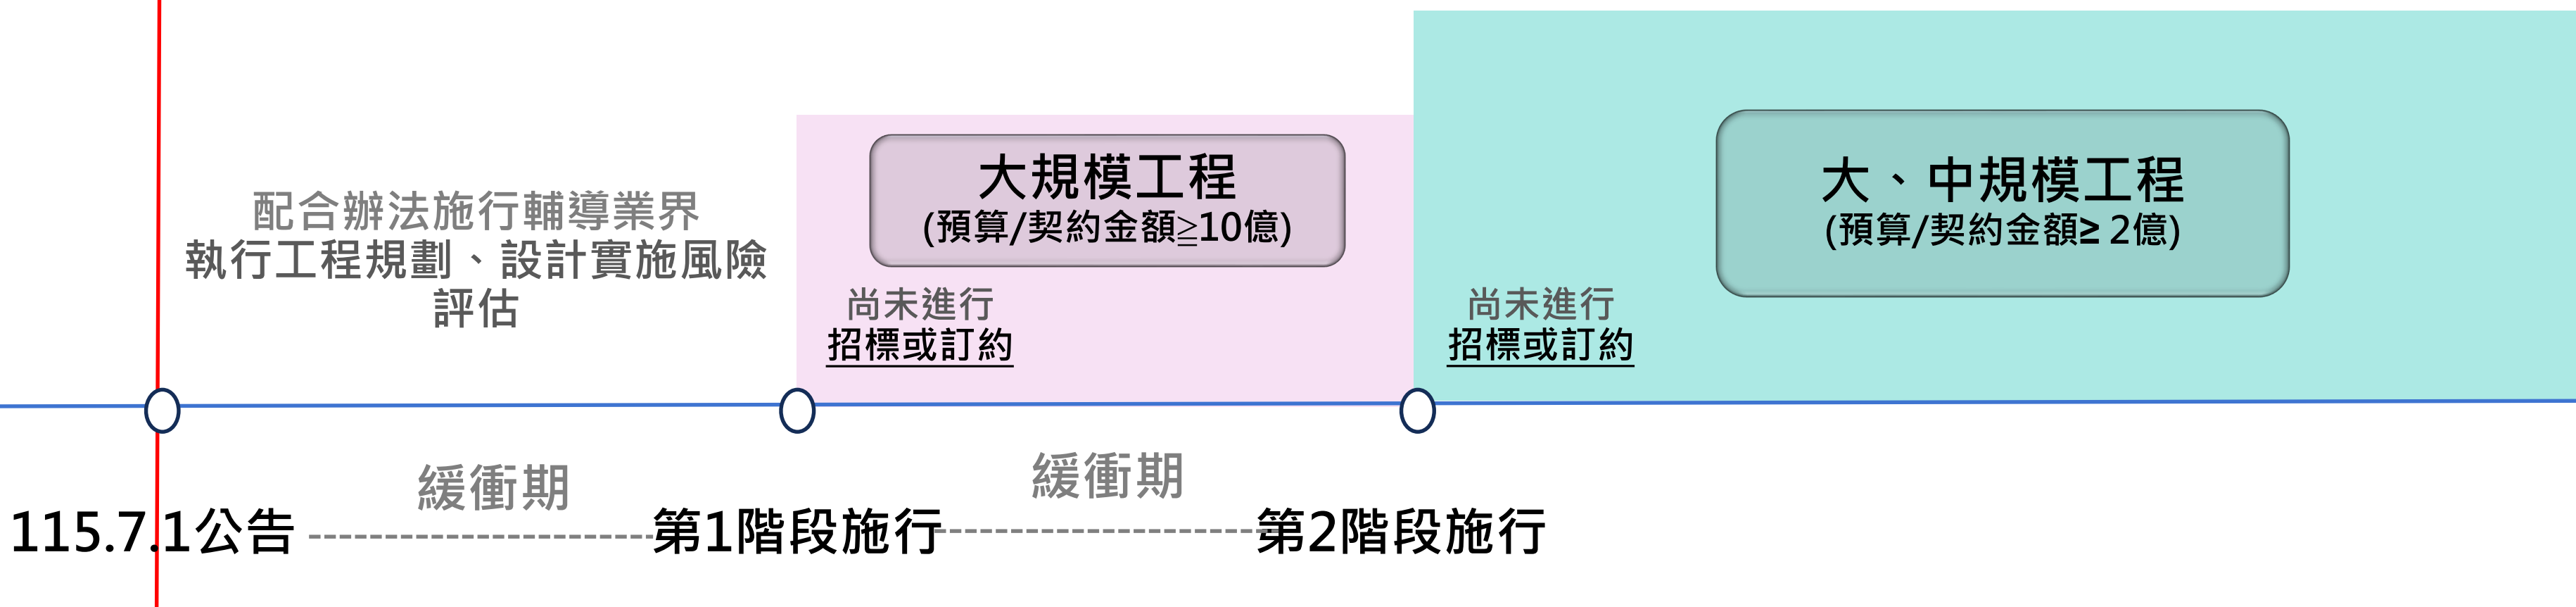 配合辦法施行輔導業界
執行工程規劃、設計實施風險
評估
大規模工程
(預算/契約金額≧10億)
尚未進行
招標或訂約
大、中規模工程
(預算/契約金額≥ 2億)
尚未進行
招標或訂約
115.7.1公告
緩衝期
第1階段施行
緩衝期
第2階段施行